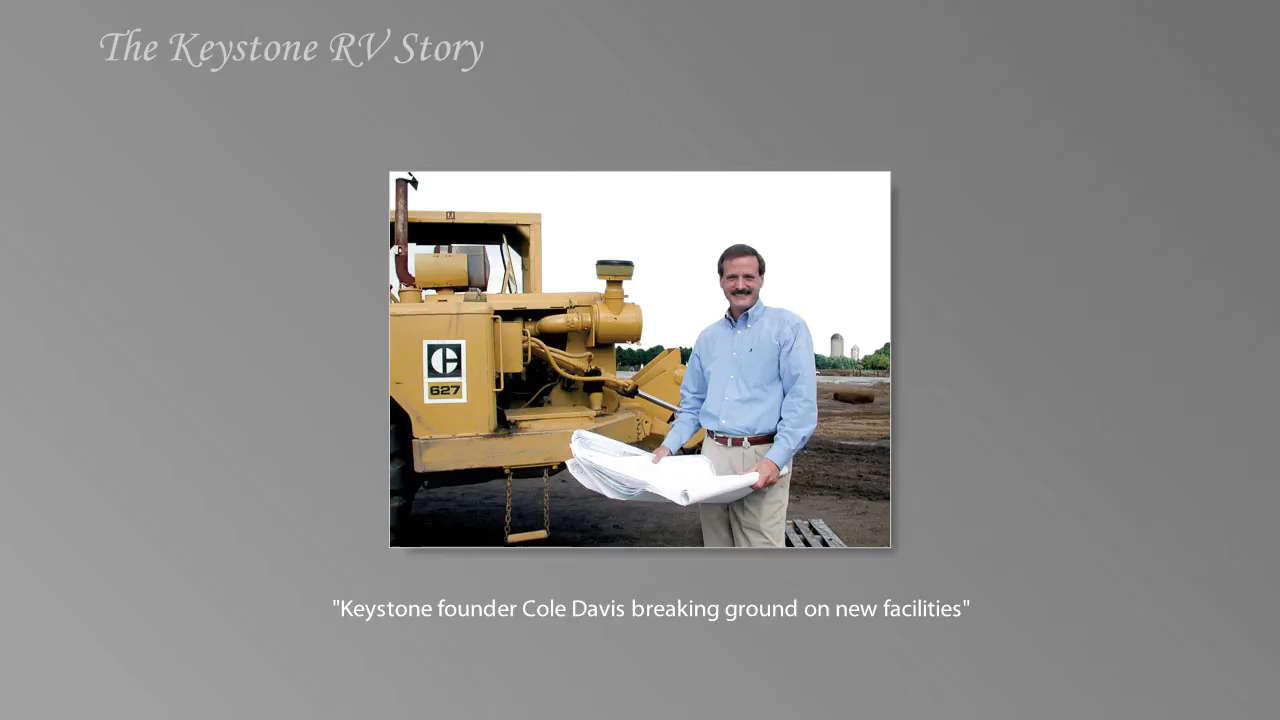 The Keystone RV Story
627
"Keystone founder Cole Davis breaking ground on new facilities"